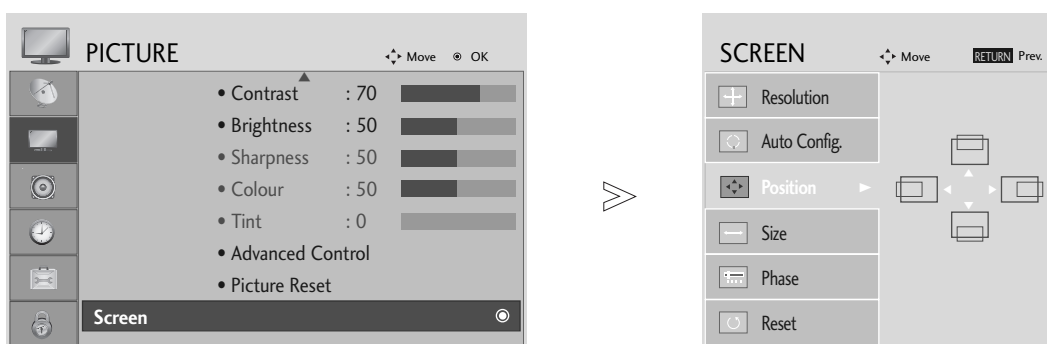 PICTURE
Move OK
• Contrast : 70
• Brightness : 50
• Sharpness : 50
• Colour : 50
• Tint : 0
• Advanced Control
• Picture Reset
Screen
SCREEN
Move RETURN Prev.
Resolution
Auto Config.
Position
Size
Phase
Reset